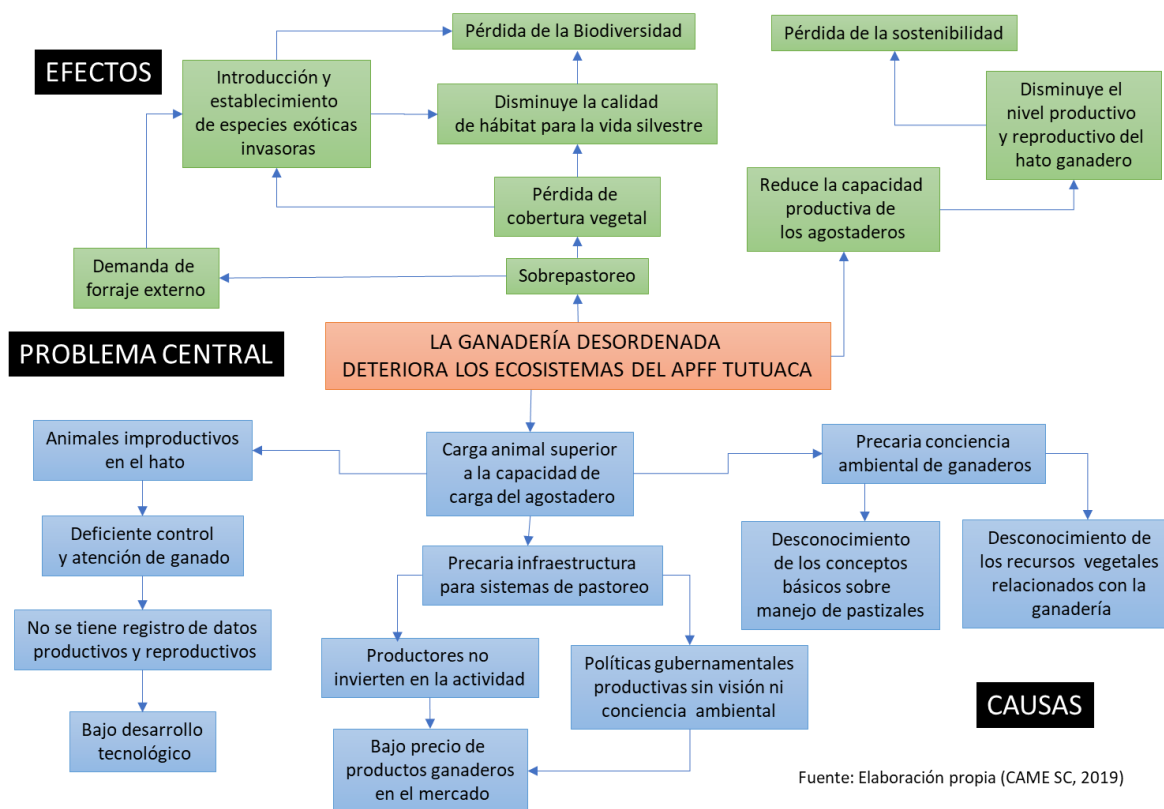 EFECTOS
Pérdida de la Biodiversidad
Pérdida de la sostenibilidad
Introducción y
establecimiento
de especies exóticas
invasoras
Disminuye la calidad
de hábitat para la vida silvestre
Disminuye el
nivel productivo
y reproductivo del
hato ganadero
Pérdida de
cobertura vegetal
Reduce la capacidad
productiva de
los agostaderos
Demanda de
forraje externo
Sobrepastoreo
PROBLEMA CENTRAL
LA GANADERÍA DESORDENADA
DETERIORA LOS ECOSISTEMAS DEL APFF TUTUACA
Animales improductivos
en el hato
Carga animal superior
a la capacidad de
carga del agostadero
Precaria conciencia
ambiental de ganaderos
Deficiente control
y atención de ganado
Precaria infraestructura
para sistemas de pastoreo
Desconocimiento
de los conceptos
básicos sobre
manejo de pastizales
Desconocimiento de
los recursos vegetales
relacionados con la
ganadería
No se tiene registro de datos
productivos y reproductivos
Productores no
invierten en la actividad
Políticas gubernamentales
productivas sin visión ni
conciencia ambiental
CAUSAS
Bajo desarrollo
tecnológico
Bajo precio de
productos ganaderos
en el mercado
Fuente: Elaboración propia (CAME SC, 2019)